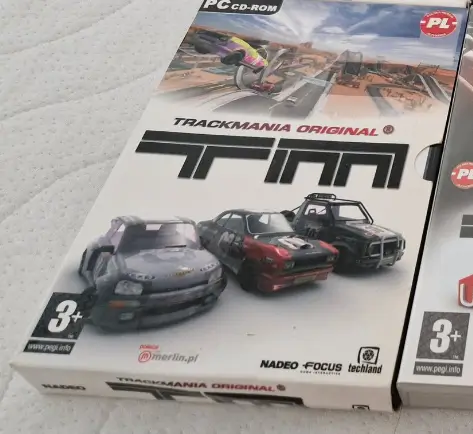 PC CD-ROM
PL
TRACKMANIA ORIGINAL®
TM
3+
www.pegi.info
merlin.pl
NADEO FOCUS techland
NADEO
TRACKMANIA ORIGINAL®
TM
PL
3+
www.pegi.info